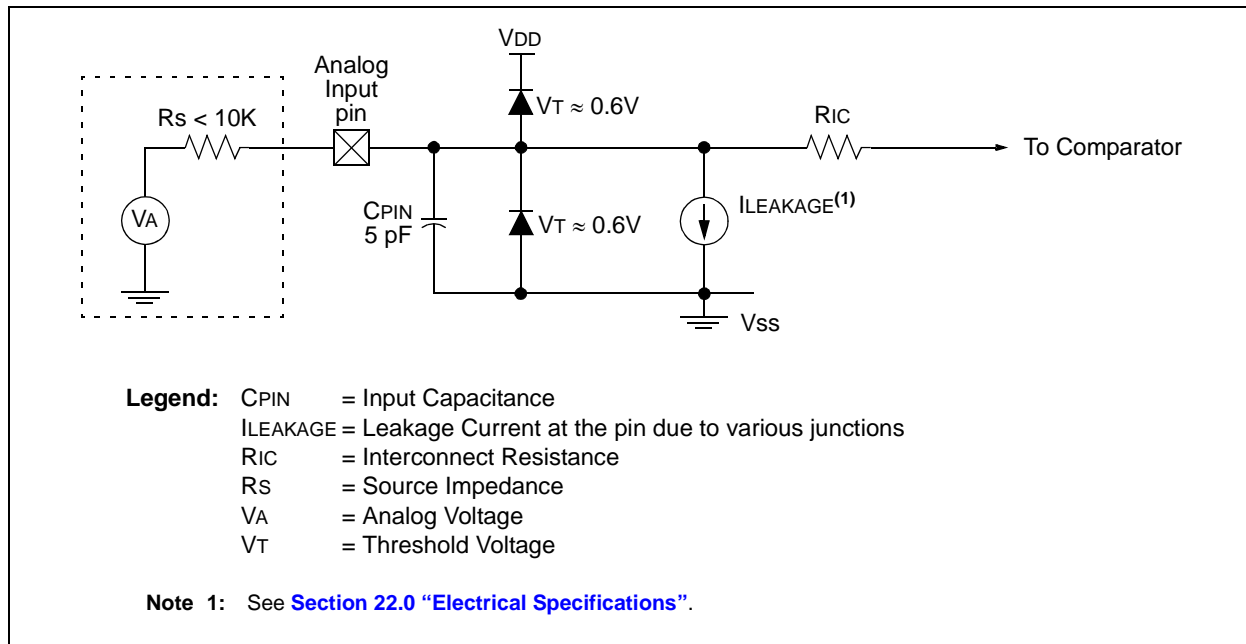 VDD
Analog
Input
pin
Rs < 10K
VT ≈ 0.6V
RIC
To Comparator
VA
CPIN
5 pF
VT ≈ 0.6V
ILEAKAGE(1)
Vss
Legend: CPIN = Input Capacitance
ILEAKAGE = Leakage Current at the pin due to various junctions
RIC = Interconnect Resistance
RS = Source Impedance
VA = Analog Voltage
VT = Threshold Voltage
Note 1: See Section 22.0 “Electrical Specifications”.